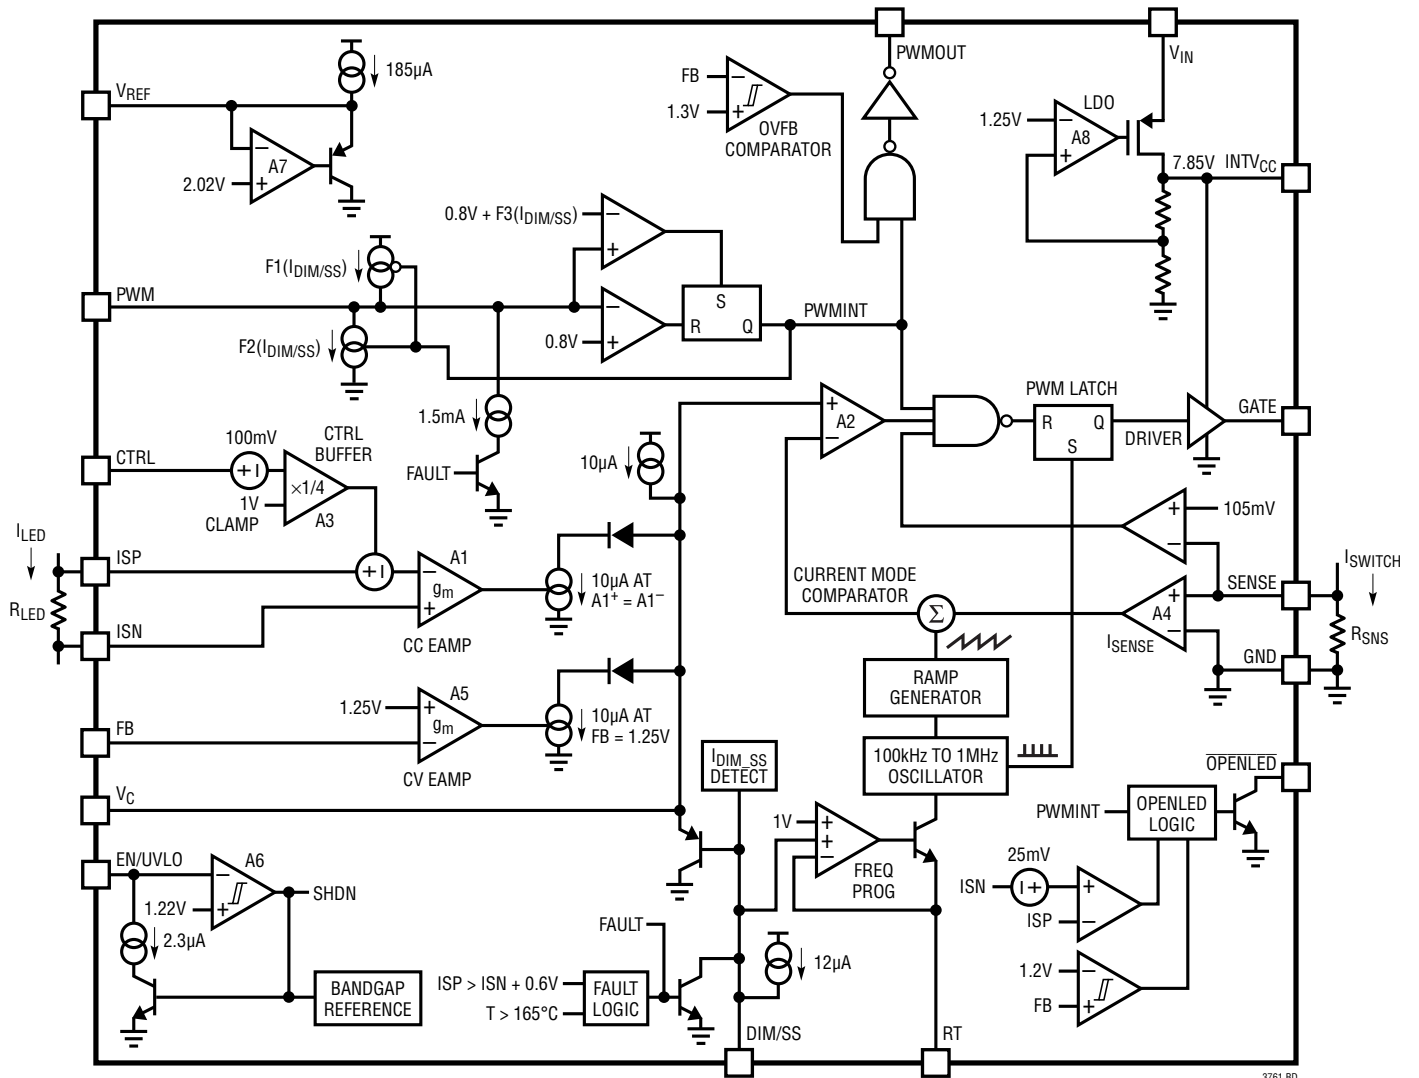 PWMOUT
VIN
185µA
VREF
FB
−
1.3V
+
OVFB
COMPARATOR
LDO
1.25V
−
A8
+
7.85V
INTVCC
−
A7
2.02V
+
0.8V + F3(IDIM/SS)
−
+
F1(IDIM/SS)
PWM
S
R
Q
−
0.8V
+
PWMINT
F2(IDIM/SS)
1.5mA
FAULT
PWM LATCH
+
A2
−
R
Q
S
DRIVER
GATE
100mV
CTRL
BUFFER
CTRL
+ −
×1/4
1V
CLAMP
A3
10µA
+
105mV
−
ILED
ISP
+ −
A1
−
gm
+
RLED
ISN
CC EAMP
10µA AT
A1+ = A1−
CURRENT MODE
COMPARATOR
Σ
+
A4
−
ISENSE
SENSE
ISWITCH
RSNS
GND
RAMP
GENERATOR
A5
1.25V
+
gm
−
FB
CV EAMP
10µA AT
FB = 1.25V
IDIM_SS
DETECT
100kHz TO 1MHz
OSCILLATOR
OPENLED
VC
PWMINT
OPENLED
LOGIC
1V
+
+
−
FREQ
PROG
EN/UVLO
A6
−
1.22V
+
SHDN
25mV
ISN
− +
+
ISP
−
2.3µA
FAULT
12µA
BANDGAP
REFERENCE
ISP > ISN + 0.6V
T > 165°C
FAULT
LOGIC
1.2V
−
FB
+
DIM/SS
RT
3761 BD